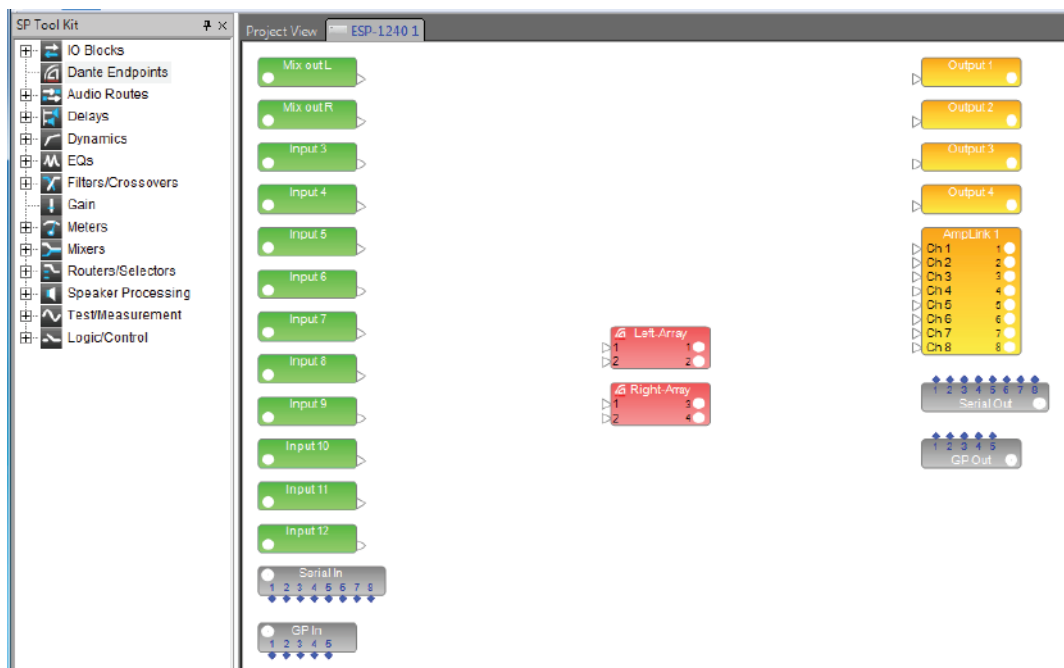 SP Tool Kit
IO Blocks
Dante Endpoints
Audio Routes
Delays
Dynamics
EQs
Filters/Crossovers
Gain
Meters
Mixers
Routers/Selectors
Speaker Processing
Test/Measurement
Logic/Control
Project View ESP-1240 1
Mix out L
Mix out R
Input 3
Input 4
Input 5
Input 6
Input 7
Input 8
Input 9
Input 10
Input 11
Input 12
Serial In
1 2 3 4 5 6 7 8
GP In
1 2 3 4 5
Left-Array
1 1
2 2
Right-Array
1 3
2 4
Output 1
Output 2
Output 3
Output 4
AmpLink 1
Ch 1 1
Ch 2 2
Ch 3 3
Ch 4 4
Ch 5 5
Ch 6 6
Ch 7 7
Ch 8 8
1 2 3 4 5 6 7 8
Serial Out
1 2 3 4 5
GP Out